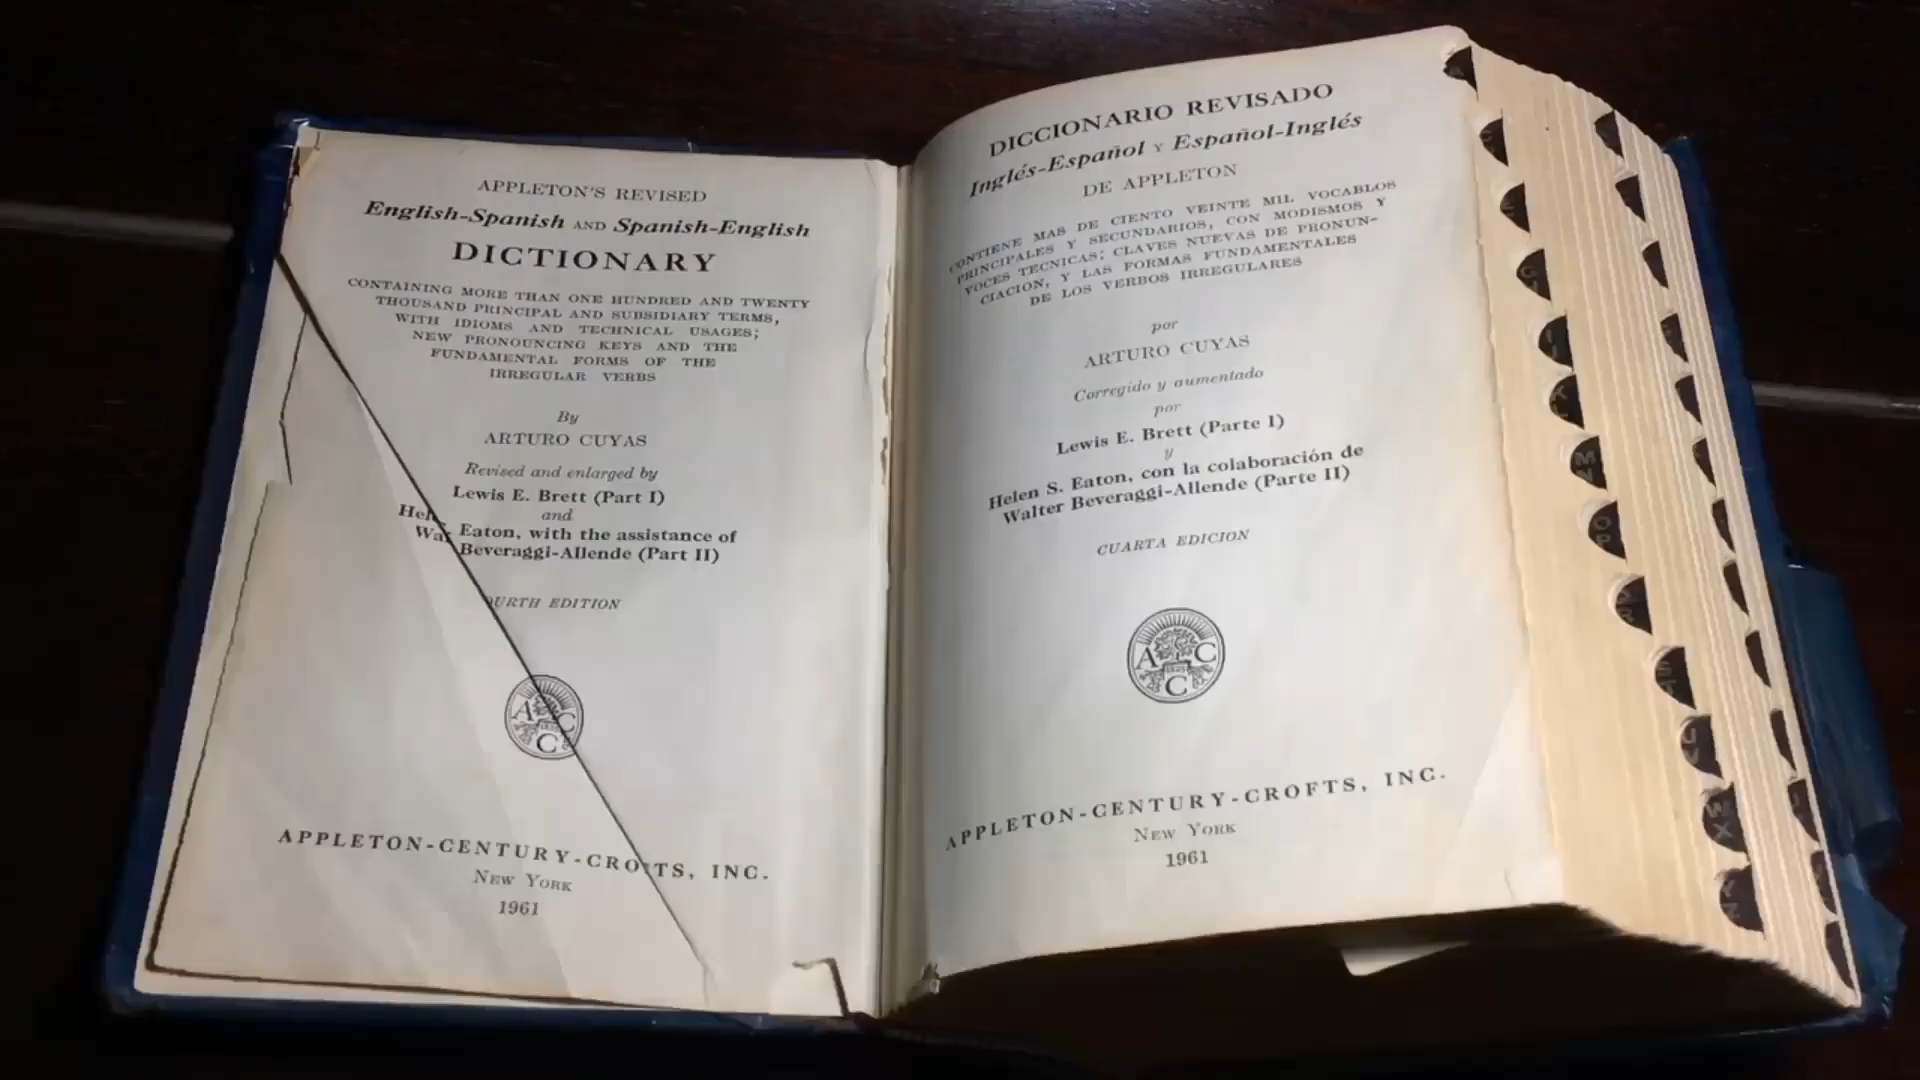 APPLETON'S REVISED
English-Spanish AND Spanish-English
DICTIONARY
CONTAINING MORE THAN ONE HUNDRED AND TWENTY
THOUSAND PRINCIPAL AND SUBSIDIARY TERMS,
WITH IDIOMS AND TECHNICAL USAGES;
NEW PRONOUNCING KEYS AND THE
FUNDAMENTAL FORMS OF THE
IRREGULAR VERBS
By
ARTURO CUYAS
Revised and enlarged by
Lewis E. Brett (Part I)
and
Eaton, with the assistance of
Beveraggi-Allende (Part II)
EDITION
A C C
APPLETON-CENTURY-CROFTS, INC.
NEW YORK
1961
DICCIONARIO REVISADO
Inglés-Español Y Español-Inglés
DE APPLETON
CONTIENE MAS DE CIENTO VEINTE MIL VOCABLOS
PRINCIPALES Y SECUNDARIOS, CON MODISMOS Y
VOCES TECNICAS; CLAVES NUEVAS DE PRONUN-
CIACION, Y LAS FORMAS FUNDAMENTALES
DE LOS VERBOS IRREGULARES
por
ARTURO CUYAS
Corregido y aumentado
por
Lewis E. Brett (Parte I)
y
Helen S. Eaton, con la colaboración de
Walter Beveraggi-Allende (Parte II)
CUARTA EDICION
A C C
APPLETON-CENTURY-CROFTS, INC.
NEW YORK
1961
A
C
E
G
I
K L
M N
O P
S T
U V
W X
Y Z